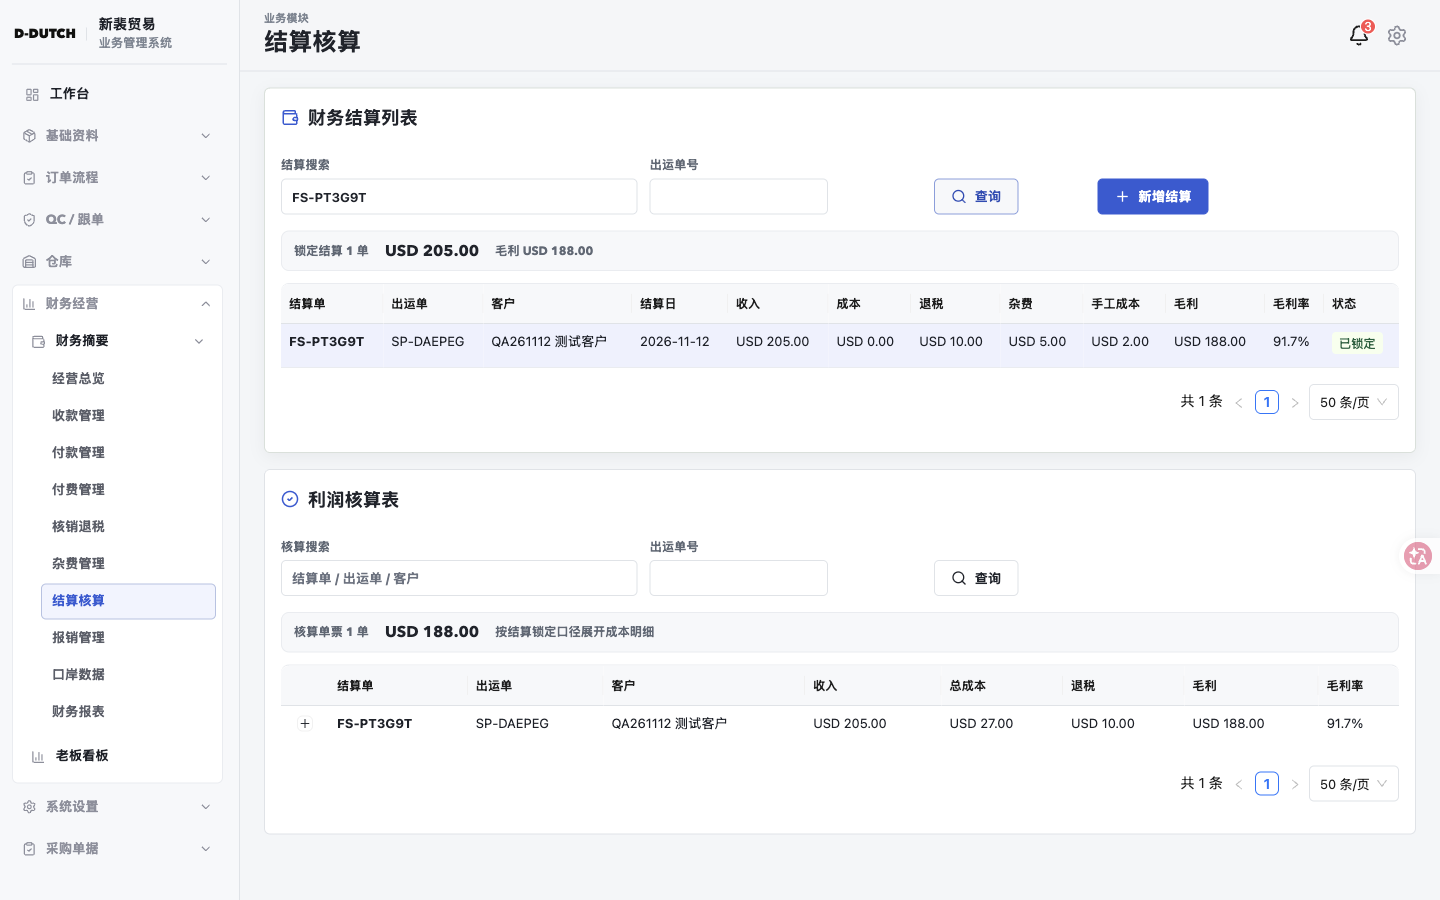 D-DUTCH
新裴贸易
业务管理系统
工作台
基础资料
订单流程
QC / 跟单
仓库
财务经营
财务摘要
经营总览
收款管理
付款管理
付费管理
核销退税
杂费管理
结算核算
报销管理
口岸数据
财务报表
老板看板
系统设置
采购单据
业务模块
结算核算
3
财务结算列表
结算搜索
出运单号
FS-PT3G9T
查询
新增结算
锁定结算 1 单 USD 205.00 毛利 USD 188.00
结算单 出运单 客户 结算日 收入 成本 退税 杂费 手工成本 毛利 毛利率 状态
FS-PT3G9T SP-DAEPEG QA261112 测试客户 2026-11-12 USD 205.00 USD 0.00 USD 10.00 USD 5.00 USD 2.00 USD 188.00 91.7% 已锁定
共 1 条 1 50 条/页
利润核算表
核算搜索
出运单号
结算单 / 出运单 / 客户
查询
核算单票 1 单 USD 188.00 按结算锁定口径展开成本明细
结算单 出运单 客户 收入 总成本 退税 毛利 毛利率
FS-PT3G9T SP-DAEPEG QA261112 测试客户 USD 205.00 USD 27.00 USD 10.00 USD 188.00 91.7%
共 1 条 1 50 条/页